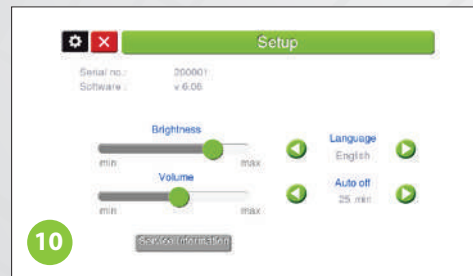 Setup
Serial no.:
Software : v 6.06
Brightness
min max
Language
English
Volume
min max
Auto off
25 min
Service Information
10